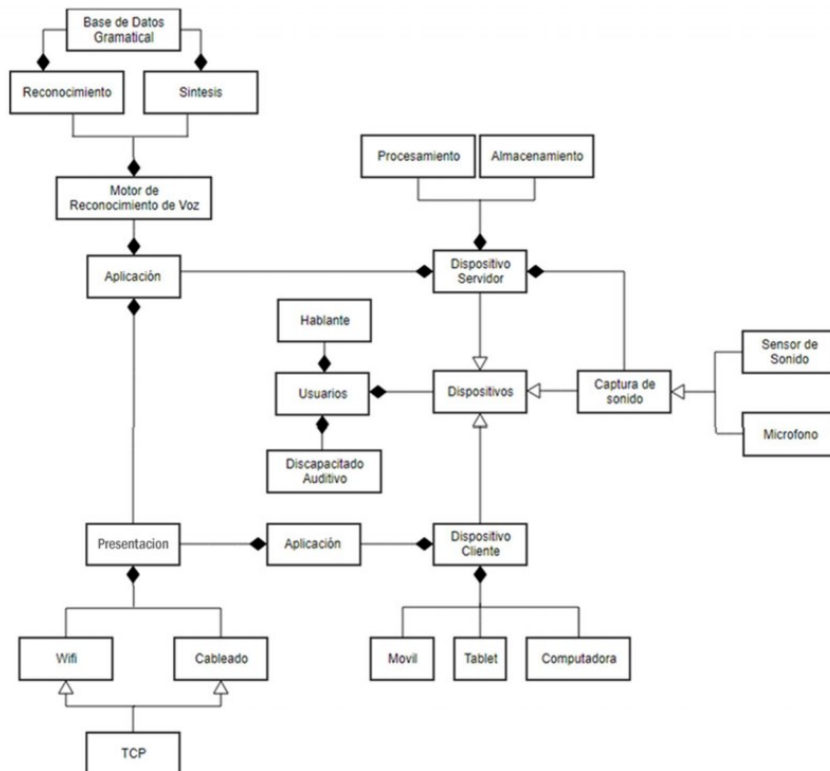 Base de Datos
Gramatical
Reconocimiento
Sintesis
Procesamiento
Almacenamiento
Motor de
Reconocimiento de Voz
Aplicación
Dispositivo
Servidor
Hablante
Sensor de
Sonido
Usuarios
Dispositivos
Captura de
sonido
Microfono
Discapacitado
Auditivo
Presentacion
Aplicación
Dispositivo
Cliente
Wifi
Cableado
Movil
Tablet
Computadora
TCP